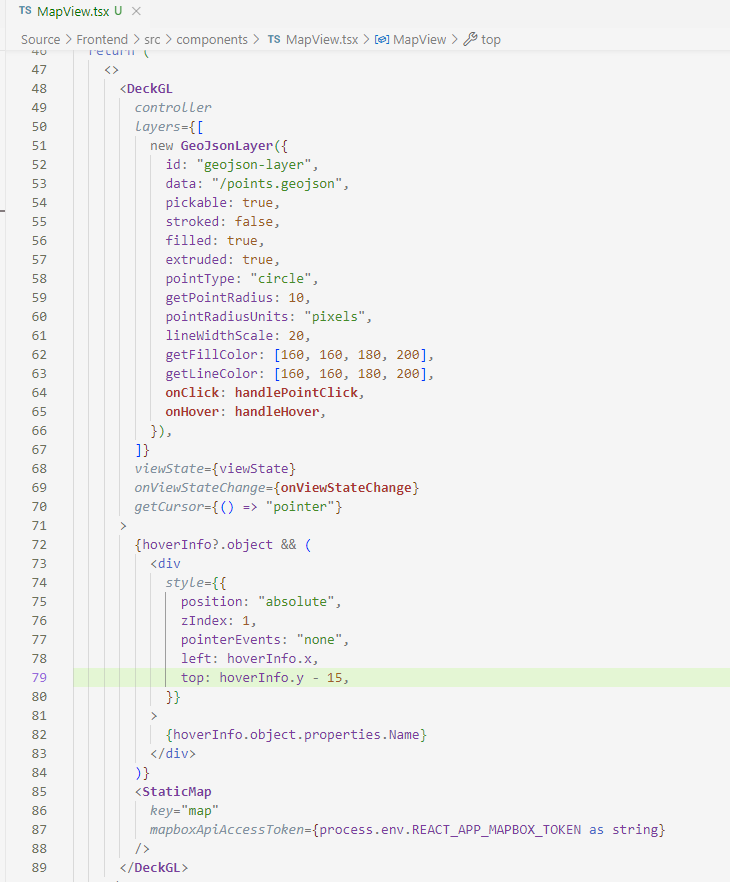 TS MapView.tsx U ×
Source > Frontend > src > components > TS MapView.tsx > MapView > top
46 return (
47 <>
48 <DeckGL
49 controller
50 layers={[
51 new GeoJsonLayer({
52 id: "geojson-layer",
53 data: "/points.geojson",
54 pickable: true,
55 stroked: false,
56 filled: true,
57 extruded: true,
58 pointType: "circle",
59 getPointRadius: 10,
60 pointRadiusUnits: "pixels",
61 lineWidthScale: 20,
62 getFillColor: [160, 160, 180, 200],
63 getLineColor: [160, 160, 180, 200],
64 onClick: handlePointClick,
65 onHover: handleHover,
66 }),
67 ]}
68 viewState={viewState}
69 onViewStateChange={onViewStateChange}
70 getCursor={() => "pointer"}
71 >
72 {hoverInfo?.object && (
73 <div
74 style={{
75 position: "absolute",
76 zIndex: 1,
77 pointerEvents: "none",
78 left: hoverInfo.x,
79 top: hoverInfo.y - 15,
80 }}
81 >
82 {hoverInfo.object.properties.Name}
83 </div>
84 )}
85 <StaticMap
86 key="map"
87 mapboxApiAccessToken={process.env.REACT_APP_MAPBOX_TOKEN as string}
88 />
89 </DeckGL>